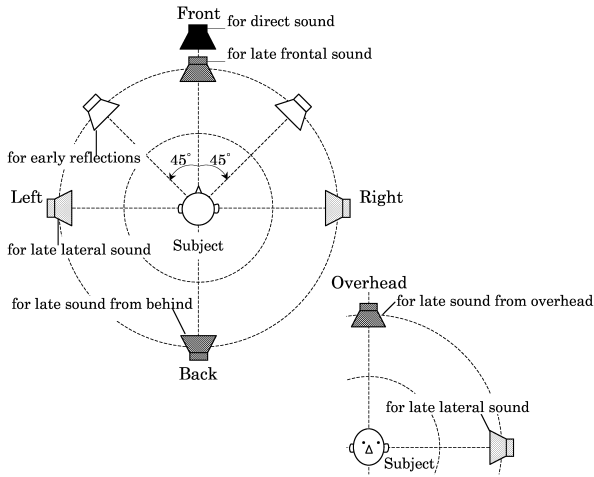 Front
for direct sound
for late frontal sound
for early reflections
45°
45°
Left
Right
for late lateral sound
Subject
for late sound from behind
Back
Overhead
for late sound from overhead
for late lateral sound
Subject